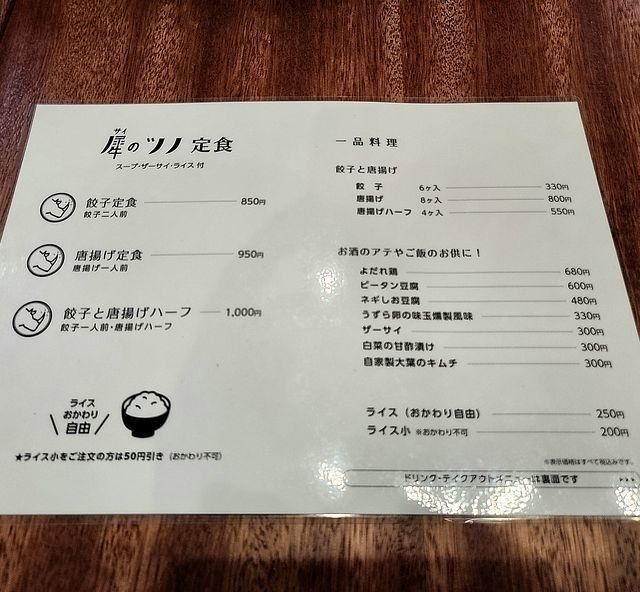 サイ
犀のツノ 定食
スープ・ザーサイ・ライス 付
餃子定食 850円
餃子二人前
唐揚げ定食 950円
唐揚げ一人前
餃子と唐揚げハーフ 1,000円
餃子一人前・唐揚げハーフ
ライス
おかわり
自由
★ライス小をご注文の方は50円引き（おかわり不可）
一品料理
餃子と唐揚げ
餃子 6ヶ入 330円
唐揚げ 8ヶ入 800円
唐揚げハーフ 4ヶ入 550円
お酒のアテやご飯のお供に！
よだれ鶏 680円
ピータン豆腐 600円
ネギしお豆腐 480円
うずら卵の味玉燻製風味 330円
ザーサイ 300円
白菜の甘酢漬け 300円
自家製大葉のキムチ 300円
ライス（おかわり自由） 250円
ライス小 ※おかわり不可 200円
※表示価格はすべて税込みです。
ドリンク・テイクアウトメニューは裏面です